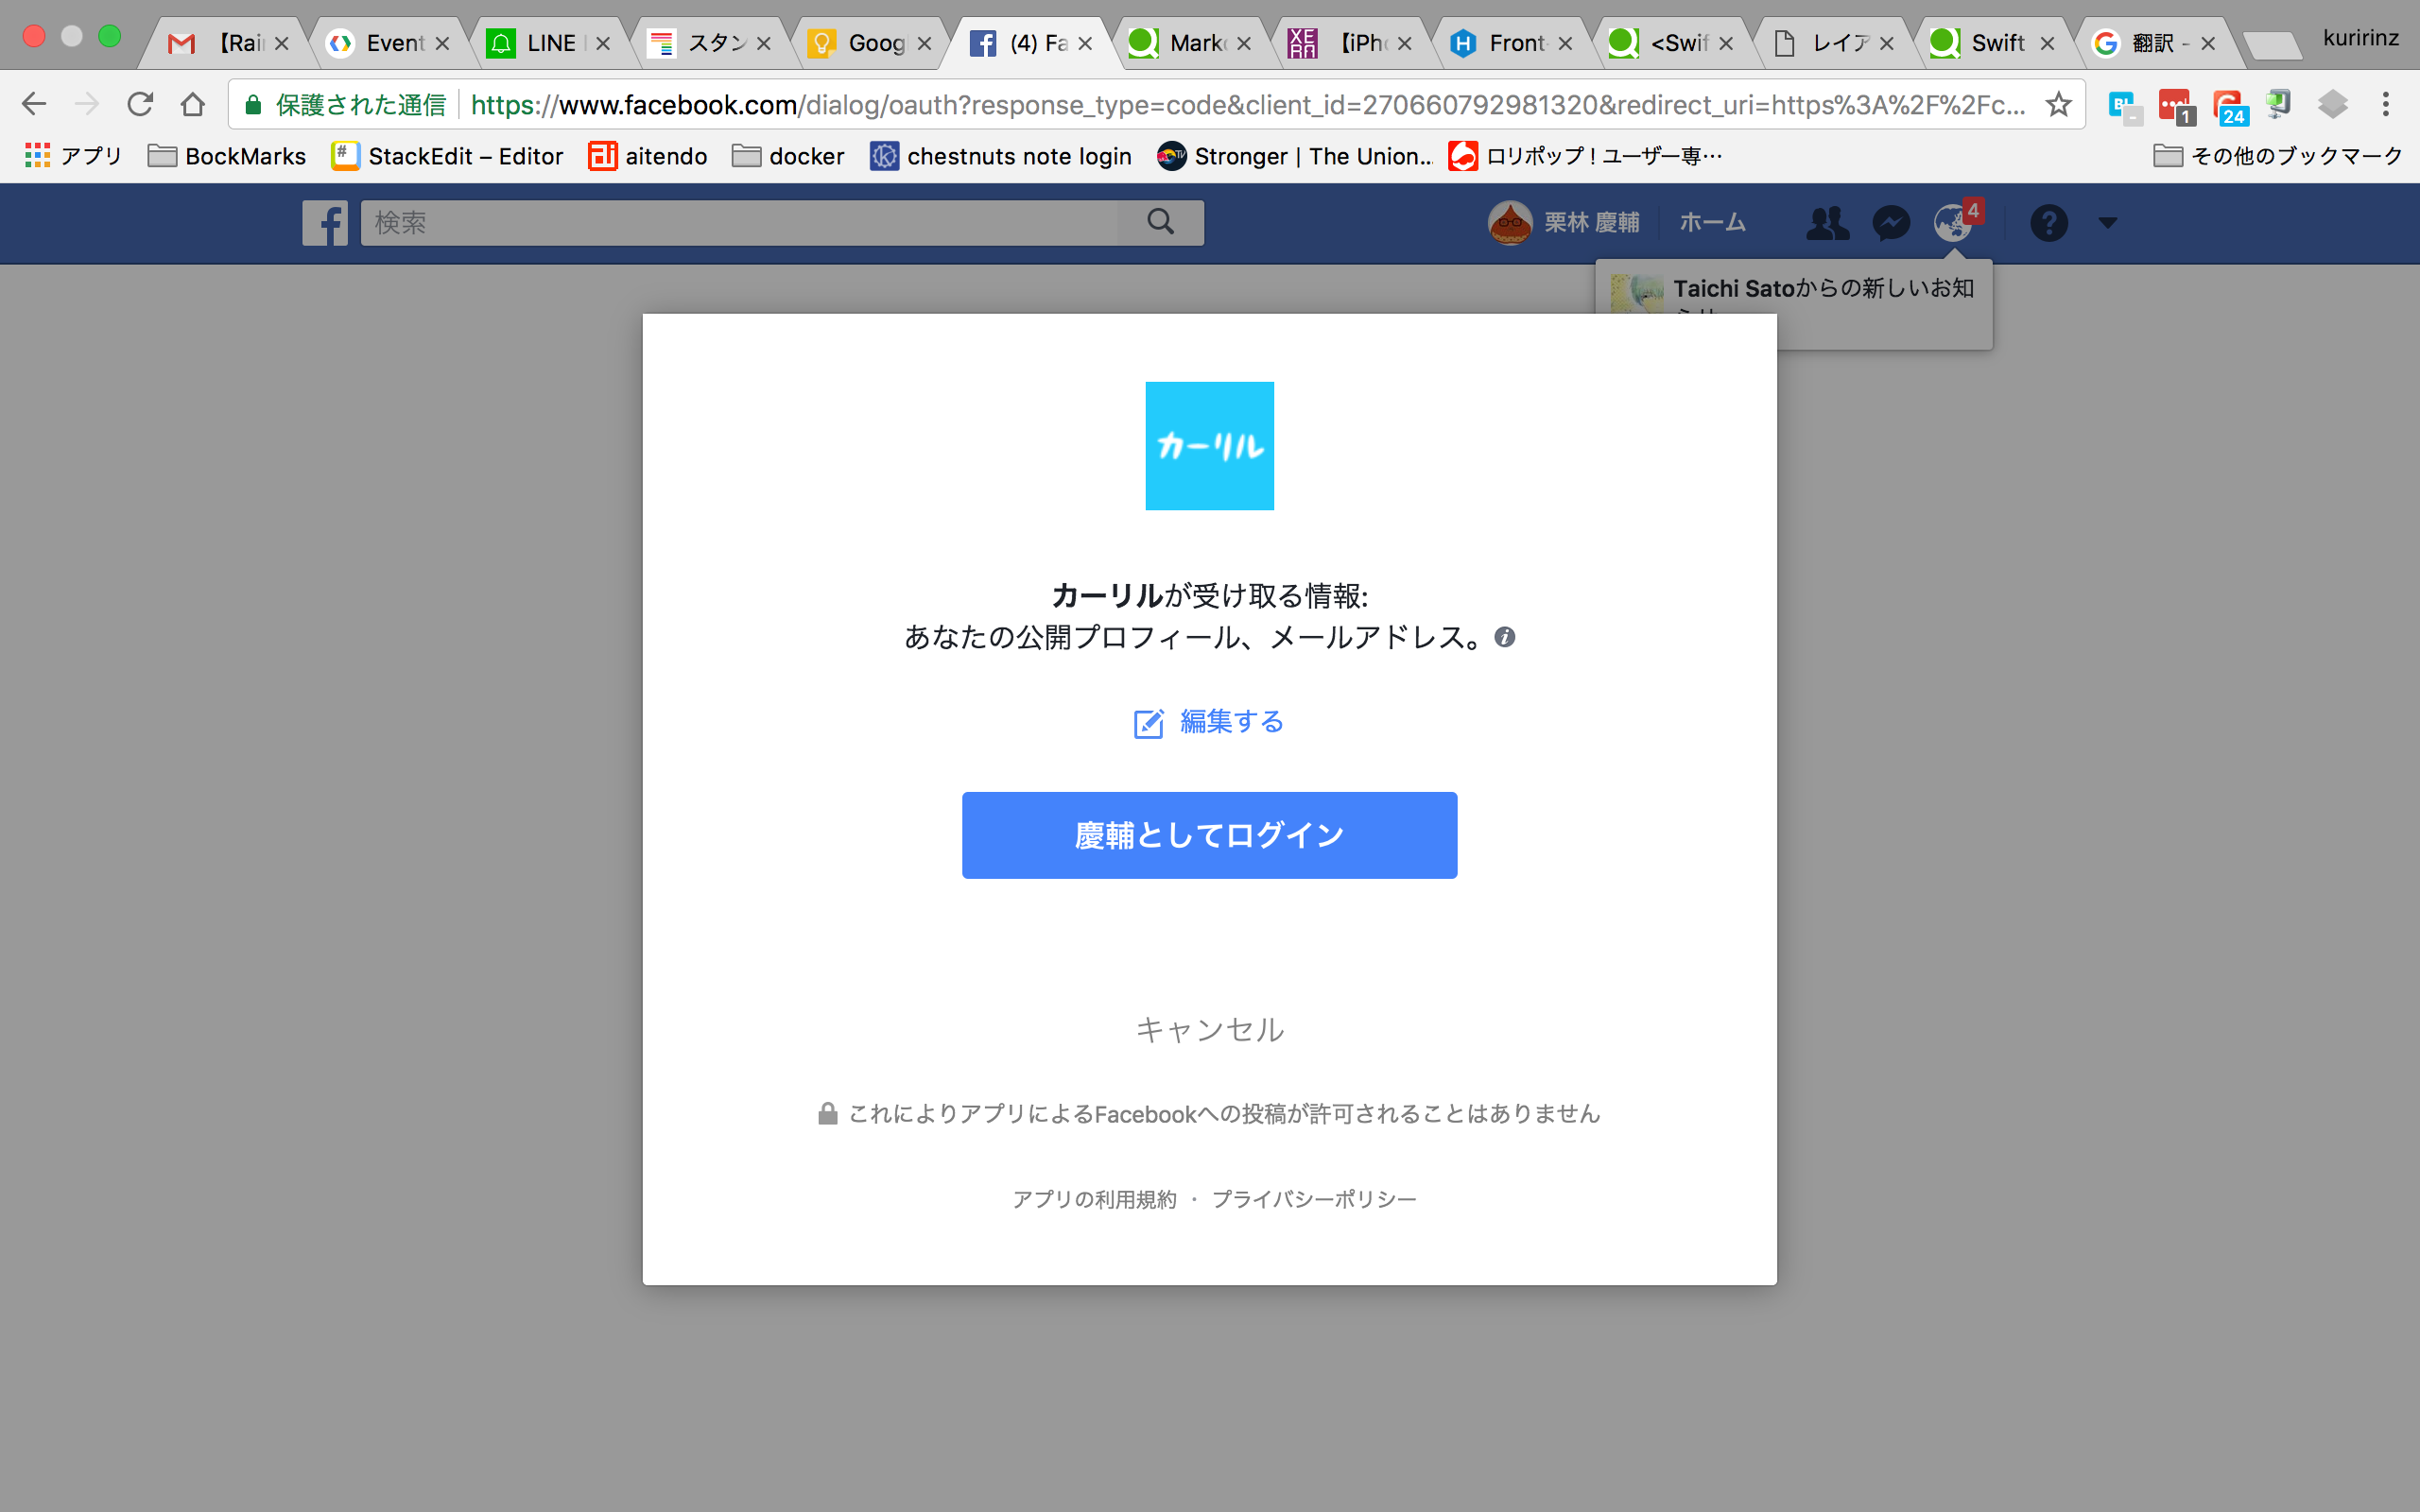 【Rai
Event
LINE
スタン
Goog
(4) Fa
Mark
【iPh
Front
<Swif
レイア
Swift
翻訳 -
kuririnz
保護された通信
https://www.facebook.com/dialog/oauth?response_type=code&client_id=270660792981320&redirect_uri=https%3A%2F%2Fc...
1
24
アプリ
BockMarks
StackEdit – Editor
aitendo
docker
chestnuts note login
Stronger | The Union...
ロリポップ！ユーザー専…
その他のブックマーク
検索
栗林 慶輔
ホーム
4
Taichi Satoからの新しいお知
カーリル
カーリルが受け取る情報:
あなたの公開プロフィール、メールアドレス。
編集する
慶輔としてログイン
キャンセル
これによりアプリによるFacebookへの投稿が許可されることはありません
アプリの利用規約 · プライバシーポリシー